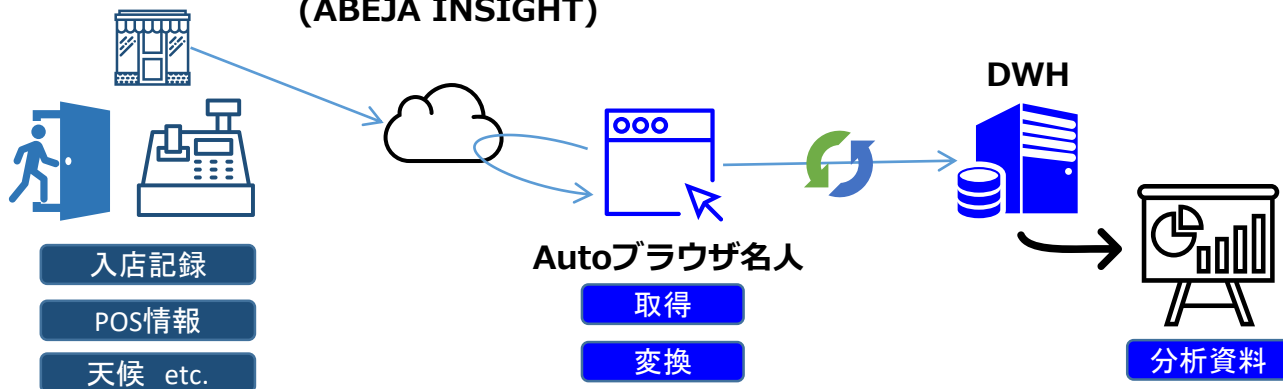 (ABEJA INSIGHT)
DWH
Autoブラウザ名人
入店記録
取得
POS情報
変換
分析資料
天候 etc.